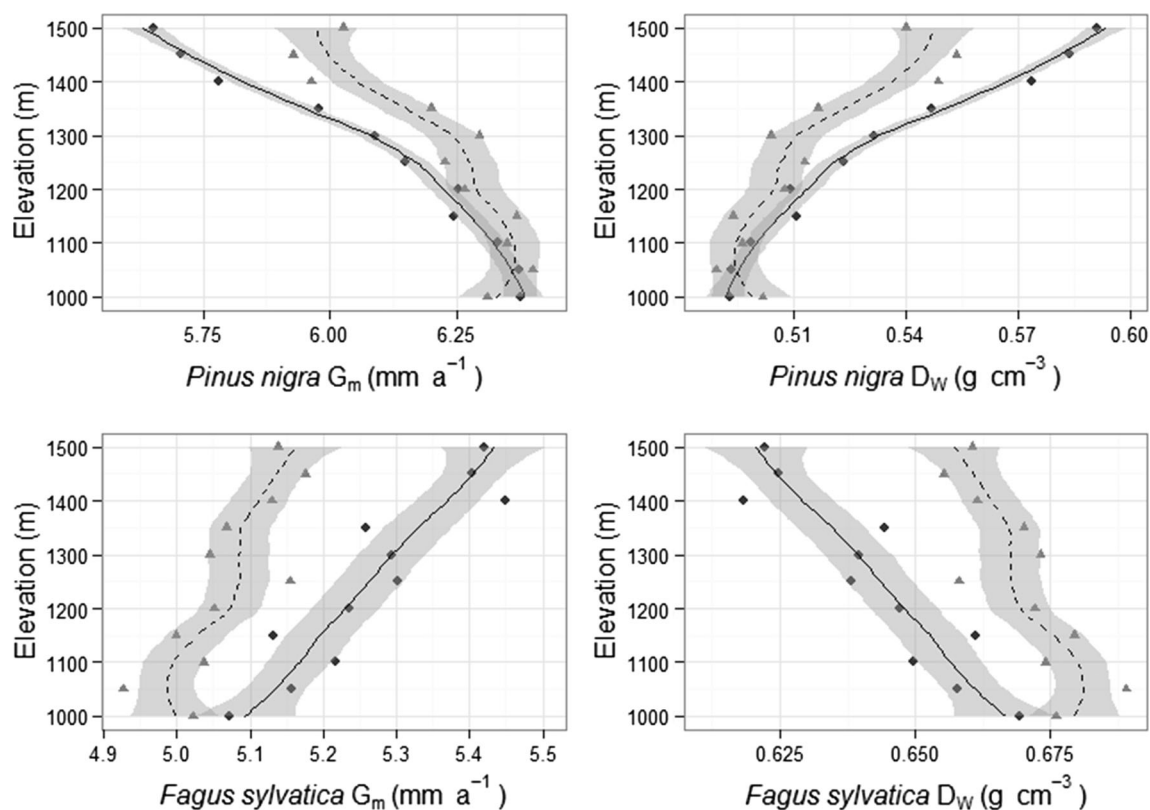 1500
1400
1300
1200
1100
1000
Elevation (m)
5.75 6.00 6.25
Pinus nigra Gm (mm a−1)
1500
1400
1300
1200
1100
1000
Elevation (m)
0.51 0.54 0.57 0.60
Pinus nigra DW (g cm−3)
1500
1400
1300
1200
1100
1000
Elevation (m)
4.9 5.0 5.1 5.2 5.3 5.4 5.5
Fagus sylvatica Gm (mm a−1)
1500
1400
1300
1200
1100
1000
Elevation (m)
0.625 0.650 0.675
Fagus sylvatica DW (g cm−3)